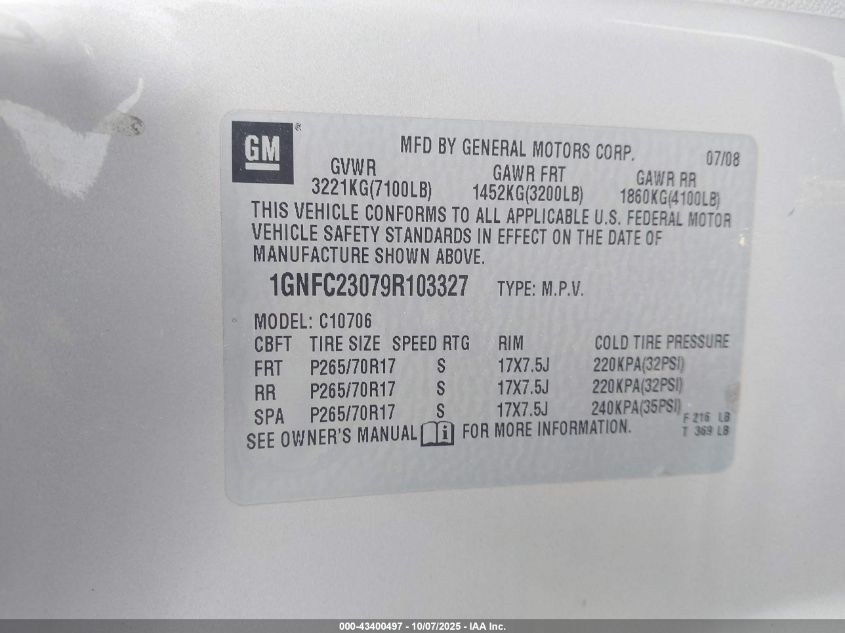 GM®
MFD BY GENERAL MOTORS CORP. 07/08
GVWR GAWR FRT GAWR RR
3221KG(7100LB) 1452KG(3200LB) 1860KG(4100LB)
THIS VEHICLE CONFORMS TO ALL APPLICABLE U.S. FEDERAL MOTOR
VEHICLE SAFETY STANDARDS IN EFFECT ON THE DATE OF
MANUFACTURE SHOWN ABOVE.
1GNFC23079R103327 TYPE: M.P.V.
MODEL: C10706
CBFT TIRE SIZE SPEED RTG RIM COLD TIRE PRESSURE
FRT P265/70R17 S 17X7.5J 220KPA(32PSI)
RR P265/70R17 S 17X7.5J 220KPA(32PSI)
SPA P265/70R17 S 17X7.5J 240KPA(35PSI)
F 216 LB
T 369 LB
SEE OWNER'S MANUAL i FOR MORE INFORMATION.
000-43400497 - 10/07/2025 - IAA Inc.